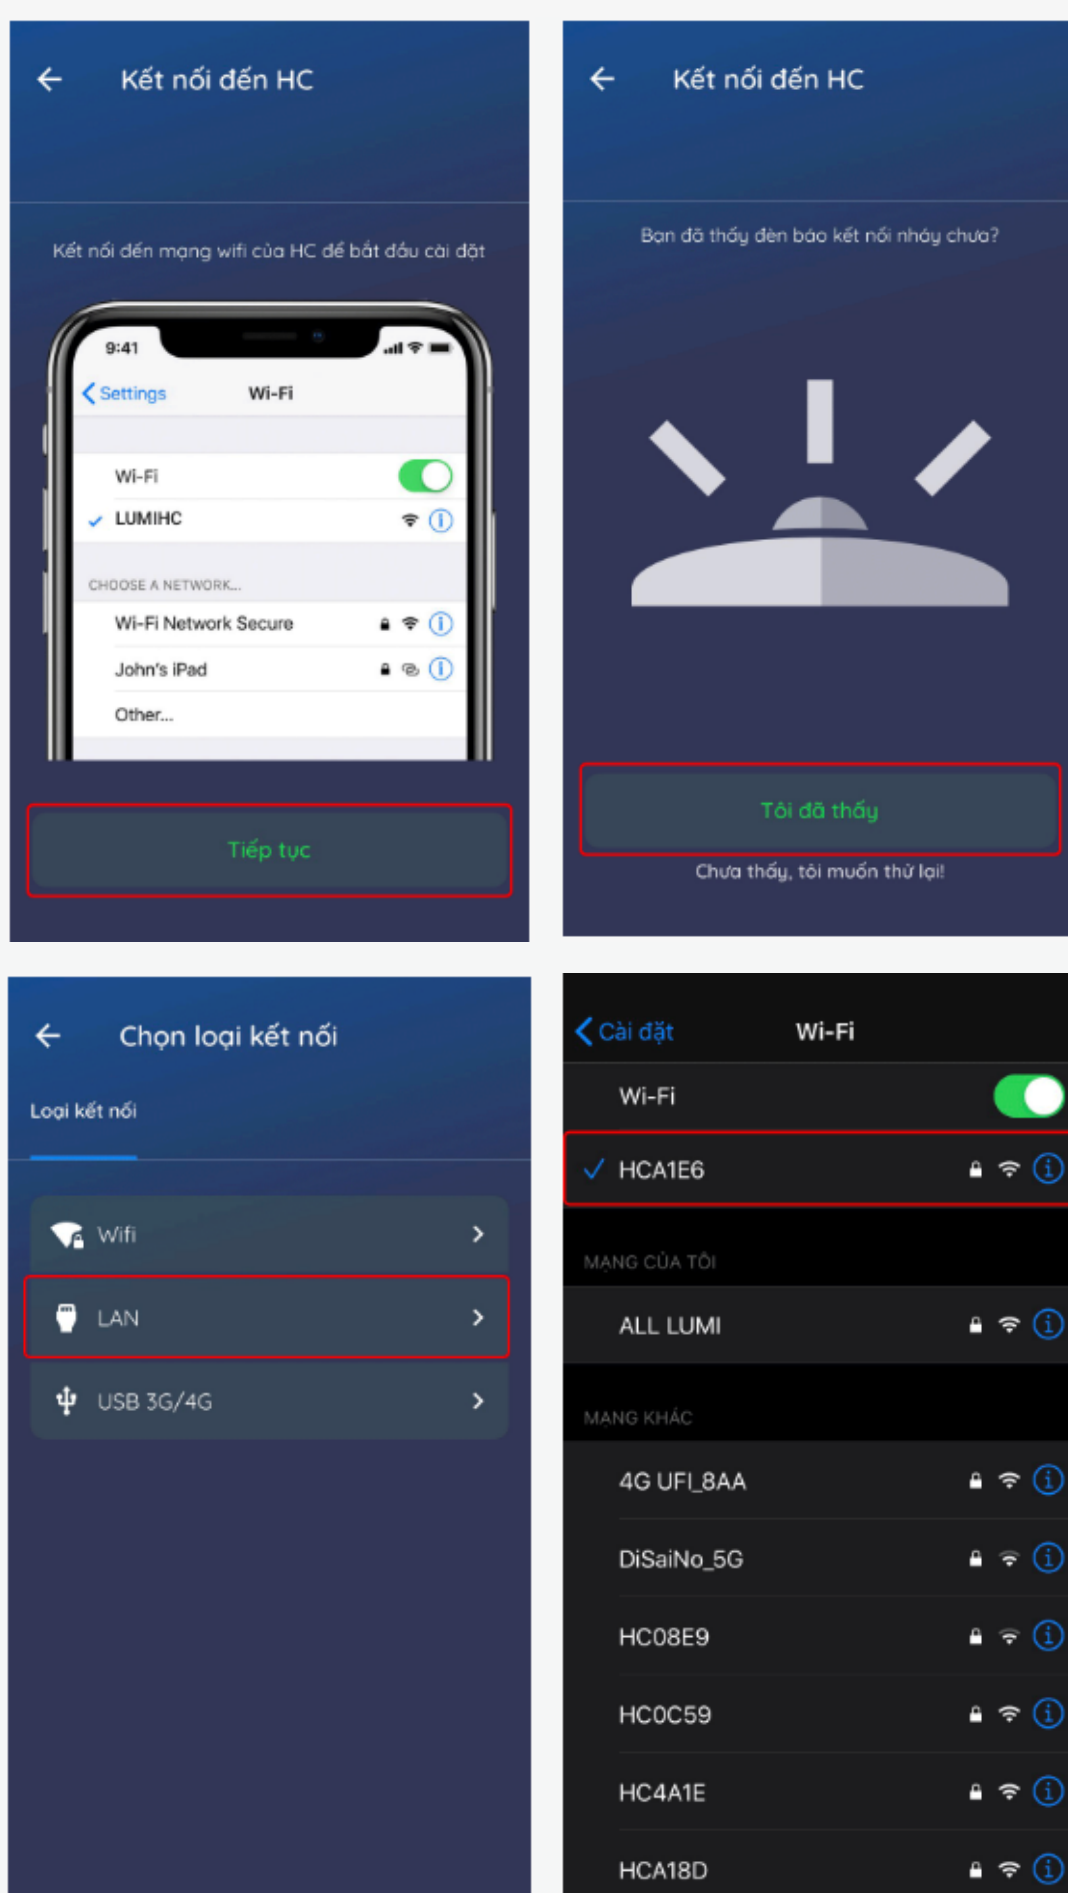 Kết nối đến HC
Kết nối đến mạng wifi của HC để bắt đầu cài đặt
9:41
Settings
Wi-Fi
Wi-Fi
LUMIHC
CHOOSE A NETWORK...
Wi-Fi Network Secure
John's iPad
Other...
Tiếp tục
Kết nối đến HC
Bạn đã thấy đèn báo kết nối nháy chưa?
Tôi đã thấy
Chưa thấy, tôi muốn thử lại!
Chọn loại kết nối
Loại kết nối
Wifi
LAN
USB 3G/4G
Cài đặt
Wi-Fi
Wi-Fi
HCA1E6
MẠNG CỦA TÔI
ALL LUMI
MẠNG KHÁC
4G UFI_8AA
DiSaiNo_5G
HC08E9
HC0C59
HC4A1E
HCA18D